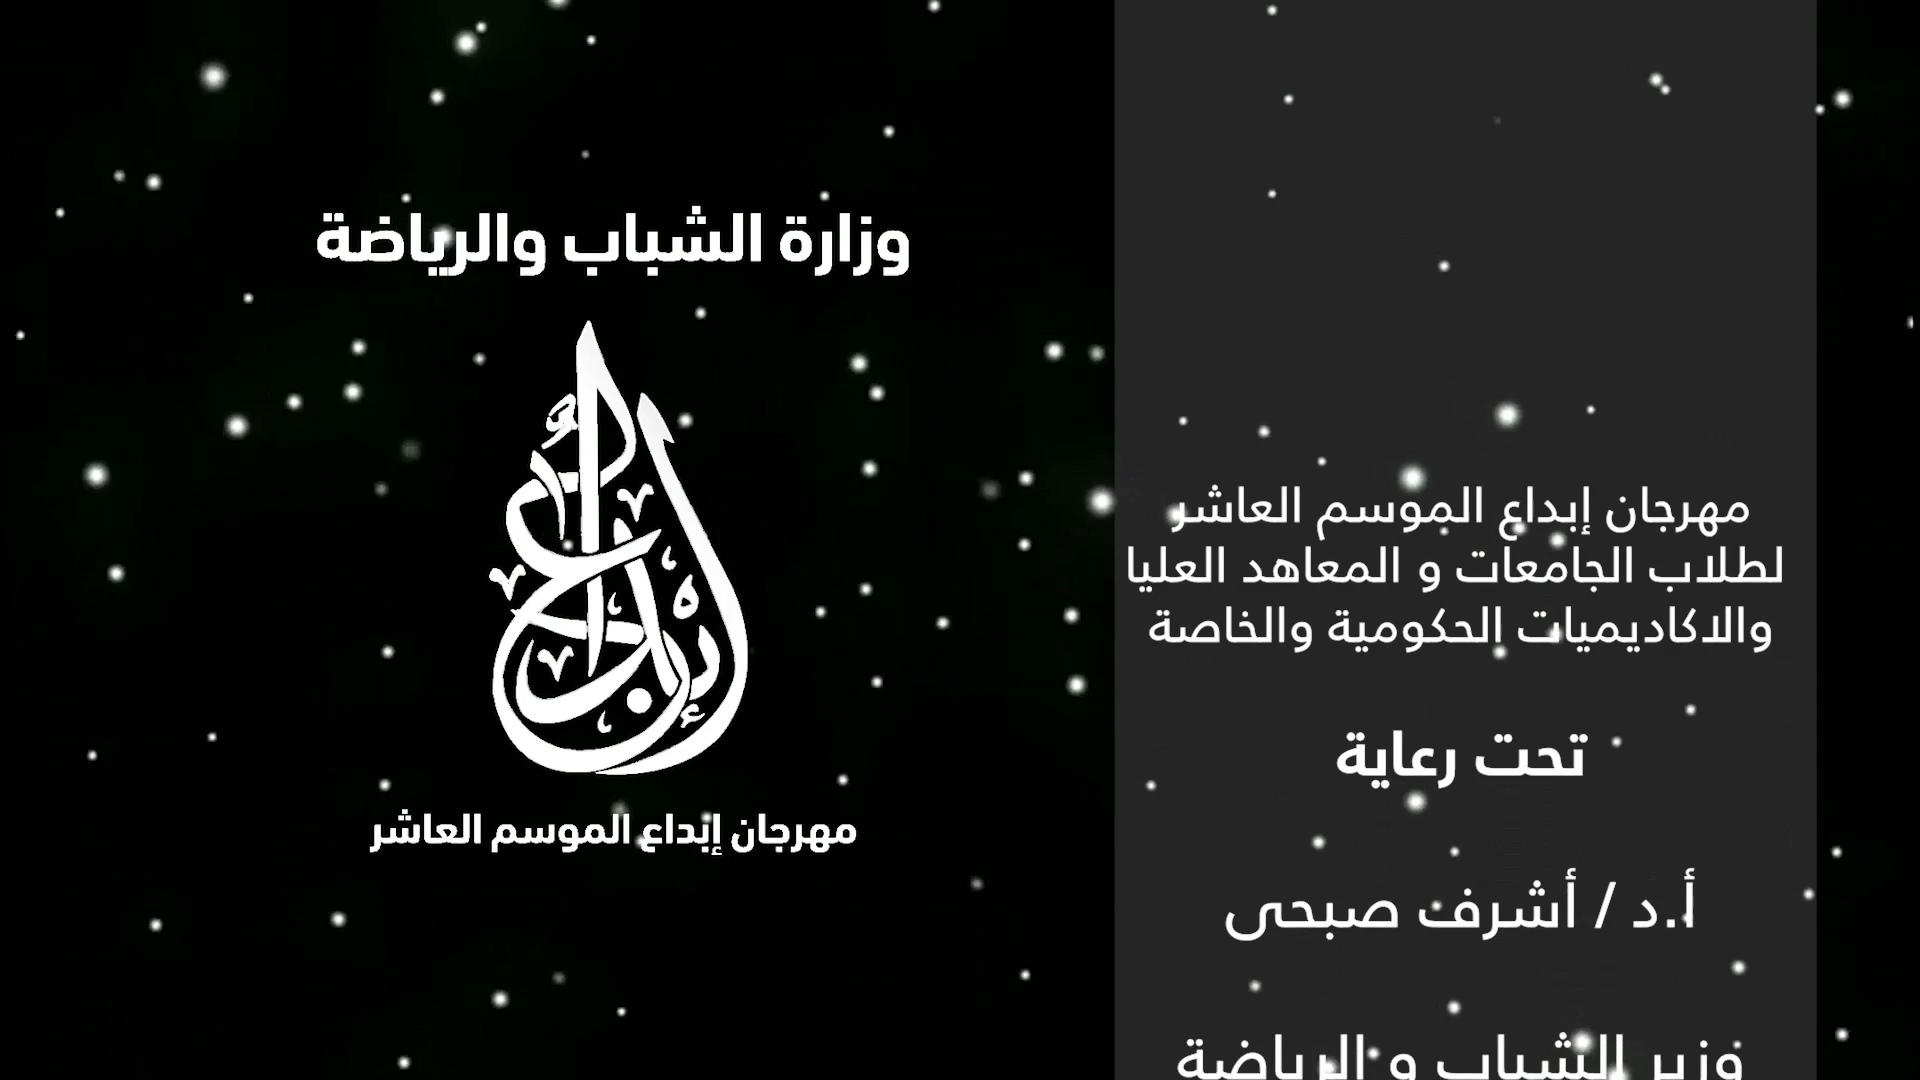 وزارة الشباب والرياضة
إبداع
مهرجان إبداع الموسم العاشر
مهرجان إبداع الموسم العاشر
لطلاب الجامعات و المعاهد العليا
والاكاديميات الحكومية والخاصة
تحت رعاية
أ.د / أشرف صبحى
وزير الشباب و الرياضة